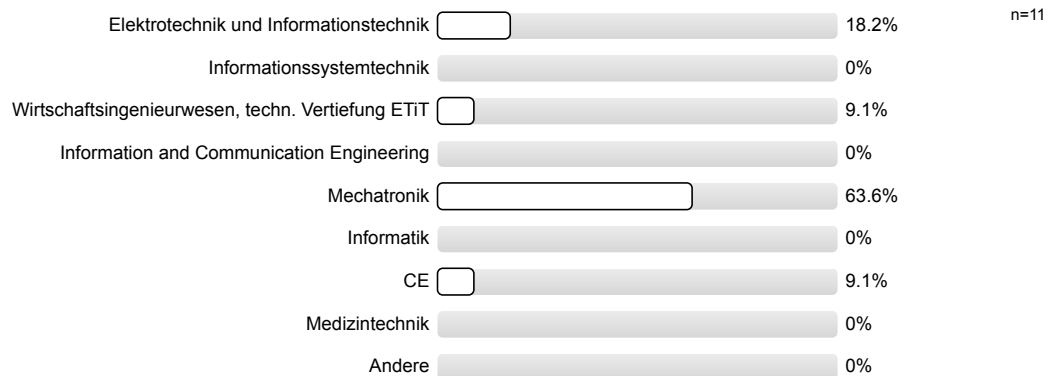 Elektrotechnik und Informationstechnik 18.2% n=11
Informationssystemtechnik 0%
Wirtschaftsingenieurwesen, techn. Vertiefung ETiT 9.1%
Information and Communication Engineering 0%
Mechatronik 63.6%
Informatik 0%
CE 9.1%
Medizintechnik 0%
Andere 0%